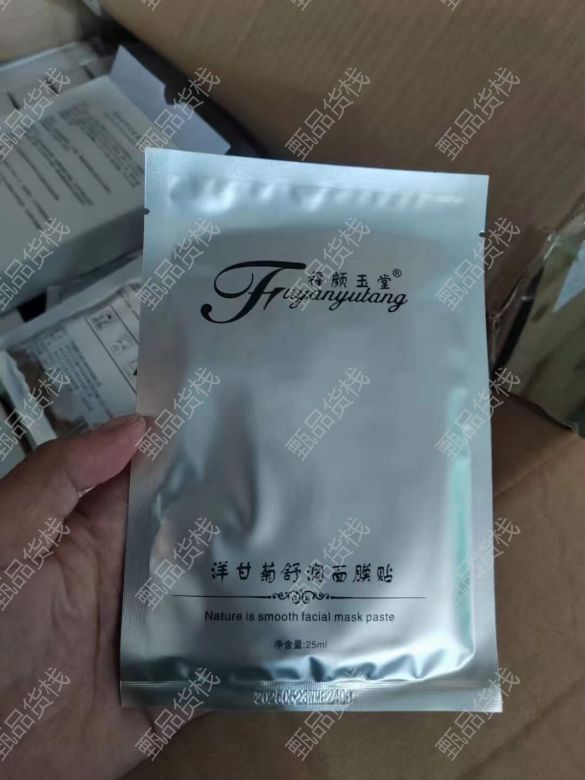 福颜玉堂®
Fuyanyutang
洋甘菊舒润面膜贴
Nature is smooth facial mask paste
净含量:25ml
甄品货栈